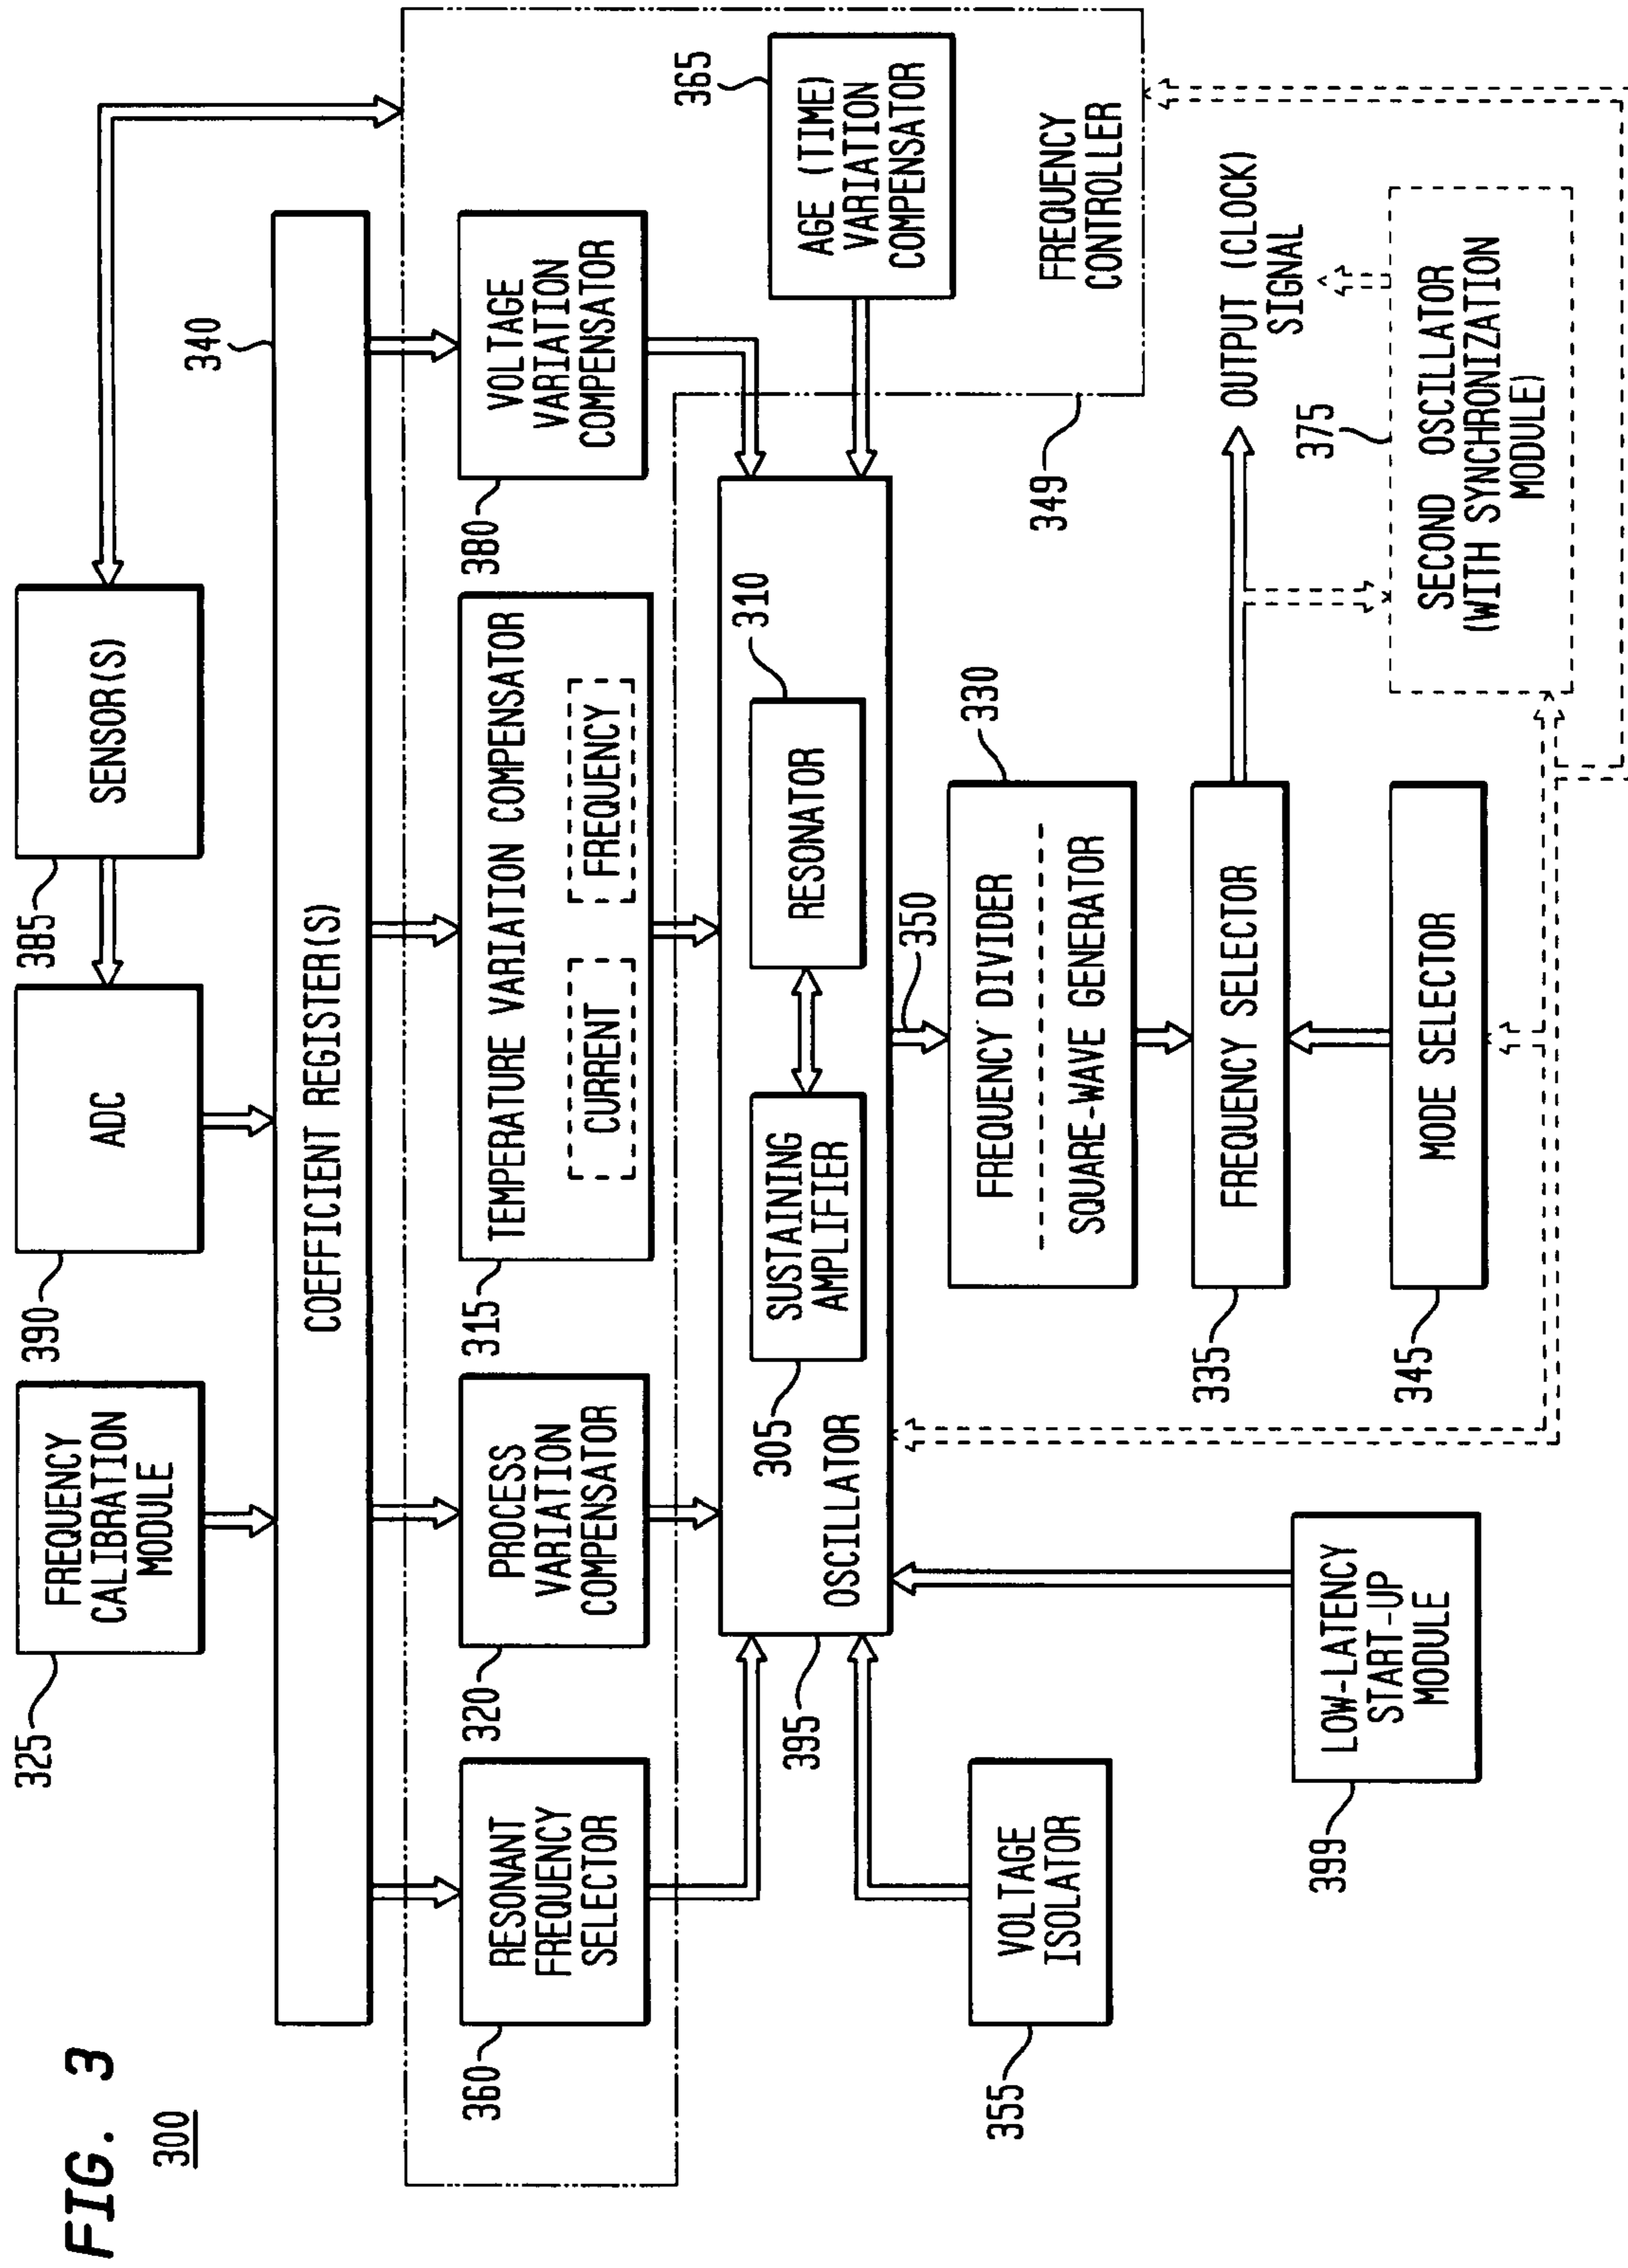 FIG. 3
300
325
FREQUENCY
CALIBRATION
MODULE
390
ADC
385
SENSOR(S)
340
COEFFICIENT REGISTER(S)
360
RESONANT
FREQUENCY
SELECTOR
320
PROCESS
VARIATION
COMPENSATOR
315
TEMPERATURE VARIATION COMPENSATOR
CURRENT
FREQUENCY
380
VOLTAGE
VARIATION
COMPENSATOR
365
AGE (TIME)
VARIATION
COMPENSATOR
FREQUENCY
CONTROLLER
349
395
OSCILLATOR
305
SUSTAINING
AMPLIFIER
310
RESONATOR
350
355
VOLTAGE
ISOLATOR
330
FREQUENCY DIVIDER
SQUARE-WAVE GENERATOR
335
FREQUENCY SELECTOR
OUTPUT (CLOCK)
SIGNAL
399
LOW-LATENCY
START-UP
MODULE
345
MODE SELECTOR
375
SECOND OSCILLATOR
(WITH SYNCHRONIZATION
MODULE)